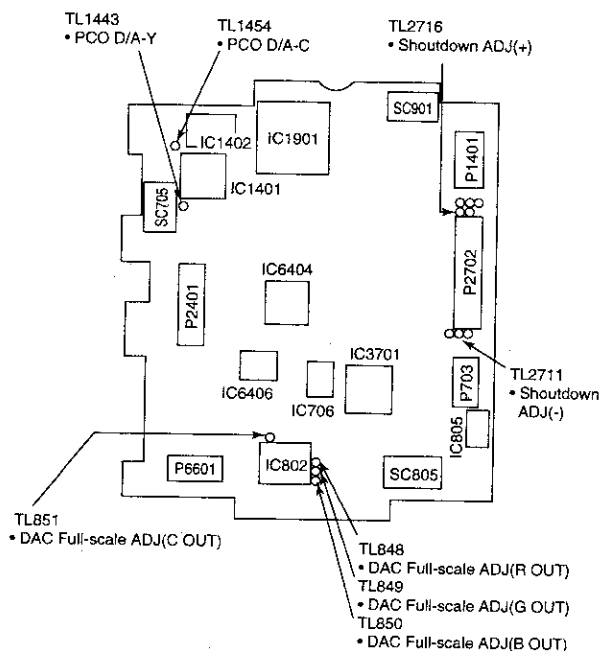 TL1443
• PCO D/A-Y
TL1454
• PCO D/A-C
TL2716
• Shoutdown ADJ(+)
SC901
IC1402
IC1901
P1401
IC1401
SC705
P2702
IC6404
P2401
IC3701
IC6406
IC706
P703
TL2711
• Shoutdown
ADJ(-)
IC805
P6601
IC802
SC805
TL851
• DAC Full-scale ADJ(C OUT)
TL848
• DAC Full-scale ADJ(R OUT)
TL849
• DAC Full-scale ADJ(G OUT)
TL850
• DAC Full-scale ADJ(B OUT)